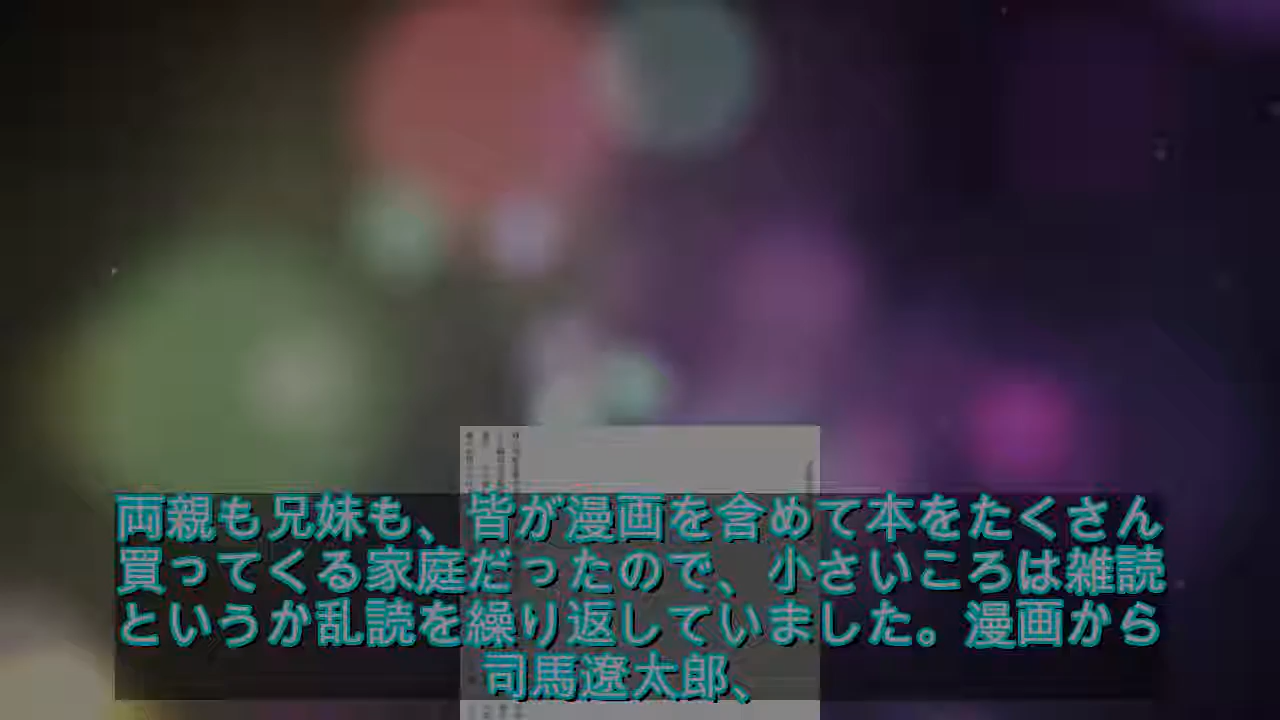 両親も兄妹も、皆が漫画を含めて本をたくさん
買ってくる家庭だったので、小さいころは雑読
というか乱読を繰り返していました。漫画から
司馬遼太郎、